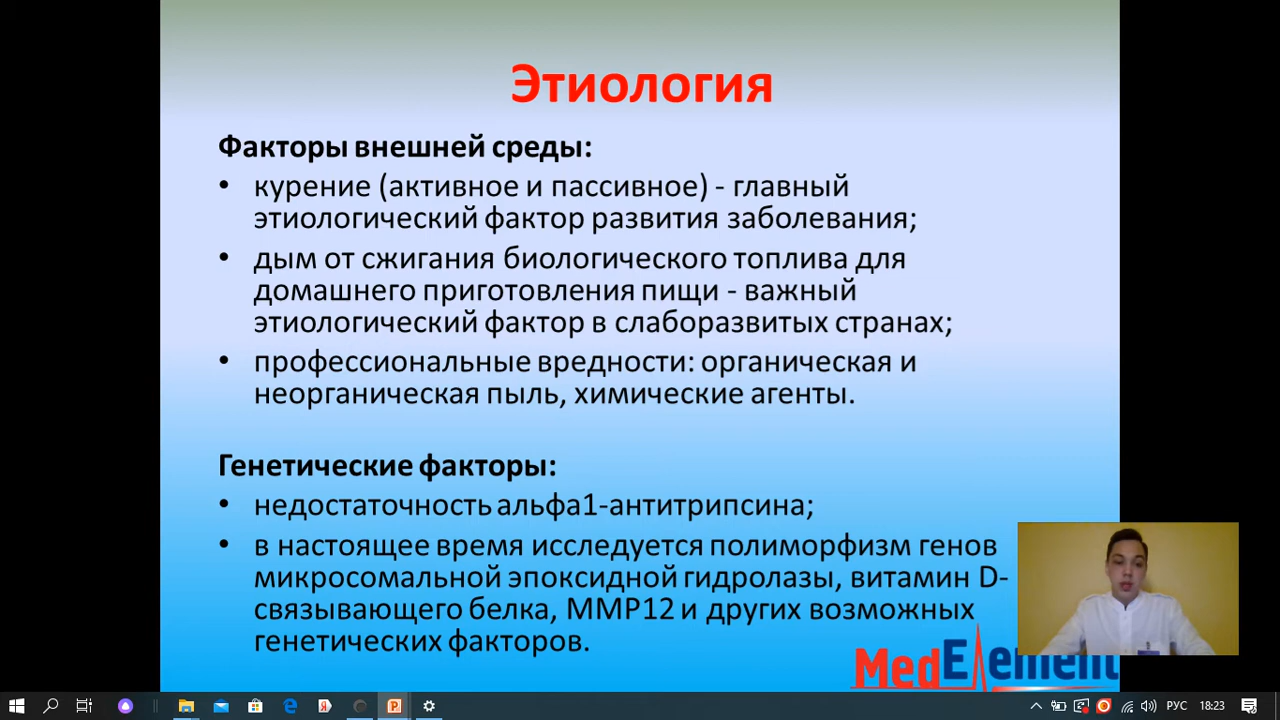 Этиология
Факторы внешней среды:
• курение (активное и пассивное) - главный
этиологический фактор развития заболевания;
• дым от сжигания биологического топлива для
домашнего приготовления пищи - важный
этиологический фактор в слаборазвитых странах;
• профессиональные вредности: органическая и
неорганическая пыль, химические агенты.
Генетические факторы:
• недостаточность альфа1-антитрипсина;
• в настоящее время исследуется полиморфизм генов
микросомальной эпоксидной гидролазы, витамин D-
связывающего белка, ММР12 и других возможных
генетических факторов.
MedElement
РУС 18:23